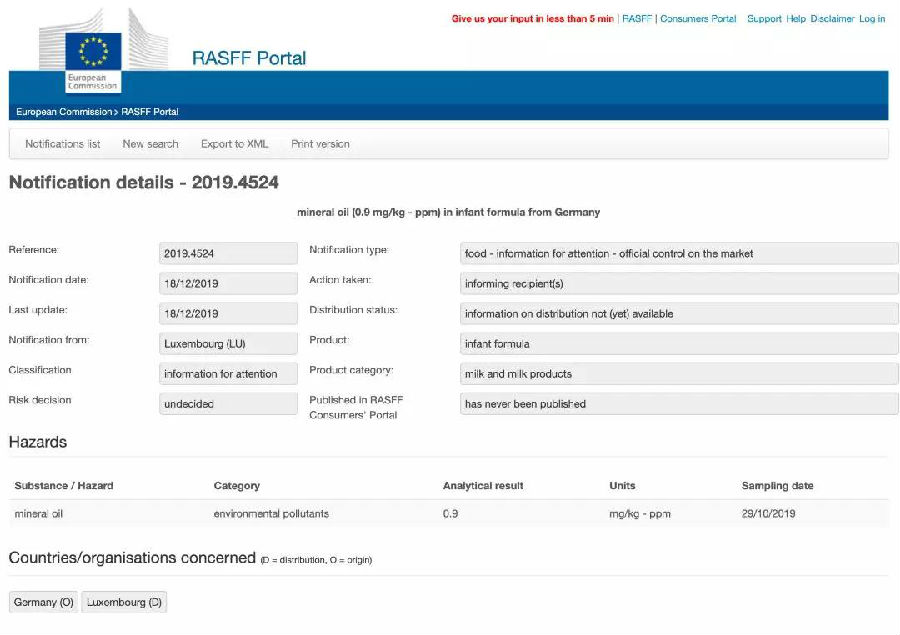 Give us your input in less than 5 min | RASFF | Consumers Portal Support Help Disclaimer Log in
RASFF Portal
European
Commission
European Commission > RASFF Portal
Notifications list New search Export to XML Print version
Notification details - 2019.4524
mineral oil (0.9 mg/kg - ppm) in infant formula from Germany
Reference: 2019.4524 Notification type: food - information for attention - official control on the market
Notification date: 18/12/2019 Action taken: informing recipient(s)
Last update: 18/12/2019 Distribution status: information on distribution not (yet) available
Notification from: Luxembourg (LU) Product: infant formula
Classification information for attention Product category: milk and milk products
Risk decision undecided Published in RASFF has never been published
Consumers' Portal
Hazards
Substance / Hazard Category Analytical result Units Sampling date
mineral oil environmental pollutants 0.9 mg/kg - ppm 29/10/2019
Countries/organisations concerned (D = distribution, O = origin)
Germany (O) Luxembourg (D)